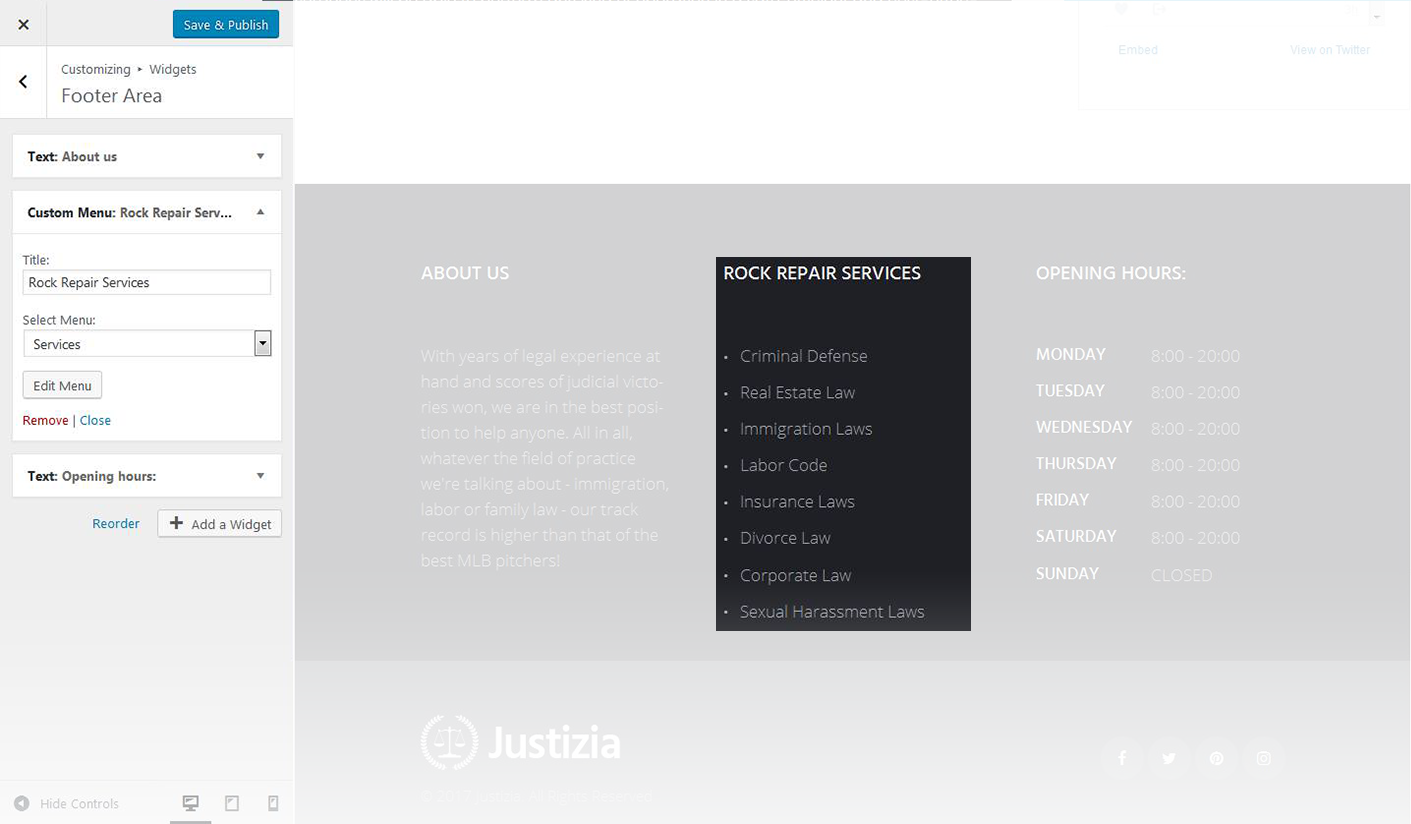 Save & Publish
Customizing ▸ Widgets
Footer Area
Text: About us
Custom Menu: Rock Repair Serv...
Title:
Rock Repair Services
Select Menu:
Services
Edit Menu
Remove | Close
Text: Opening hours:
Reorder
Add a Widget
Hide Controls
Embed
View on Twitter
ABOUT US
With years of legal experience at
hand and scores of judicial victo-
ries won, we are in the best posi-
tion to help anyone. All in all,
whatever the field of practice
we're talking about - immigration,
labor or family law - our track
record is higher than that of the
best MLB pitchers!
ROCK REPAIR SERVICES
• Criminal Defense
• Real Estate Law
• Immigration Laws
• Labor Code
• Insurance Laws
• Divorce Law
• Corporate Law
• Sexual Harassment Laws
OPENING HOURS:
MONDAY 8:00 - 20:00
TUESDAY 8:00 - 20:00
WEDNESDAY 8:00 - 20:00
THURSDAY 8:00 - 20:00
FRIDAY 8:00 - 20:00
SATURDAY 8:00 - 20:00
SUNDAY CLOSED
Justizia